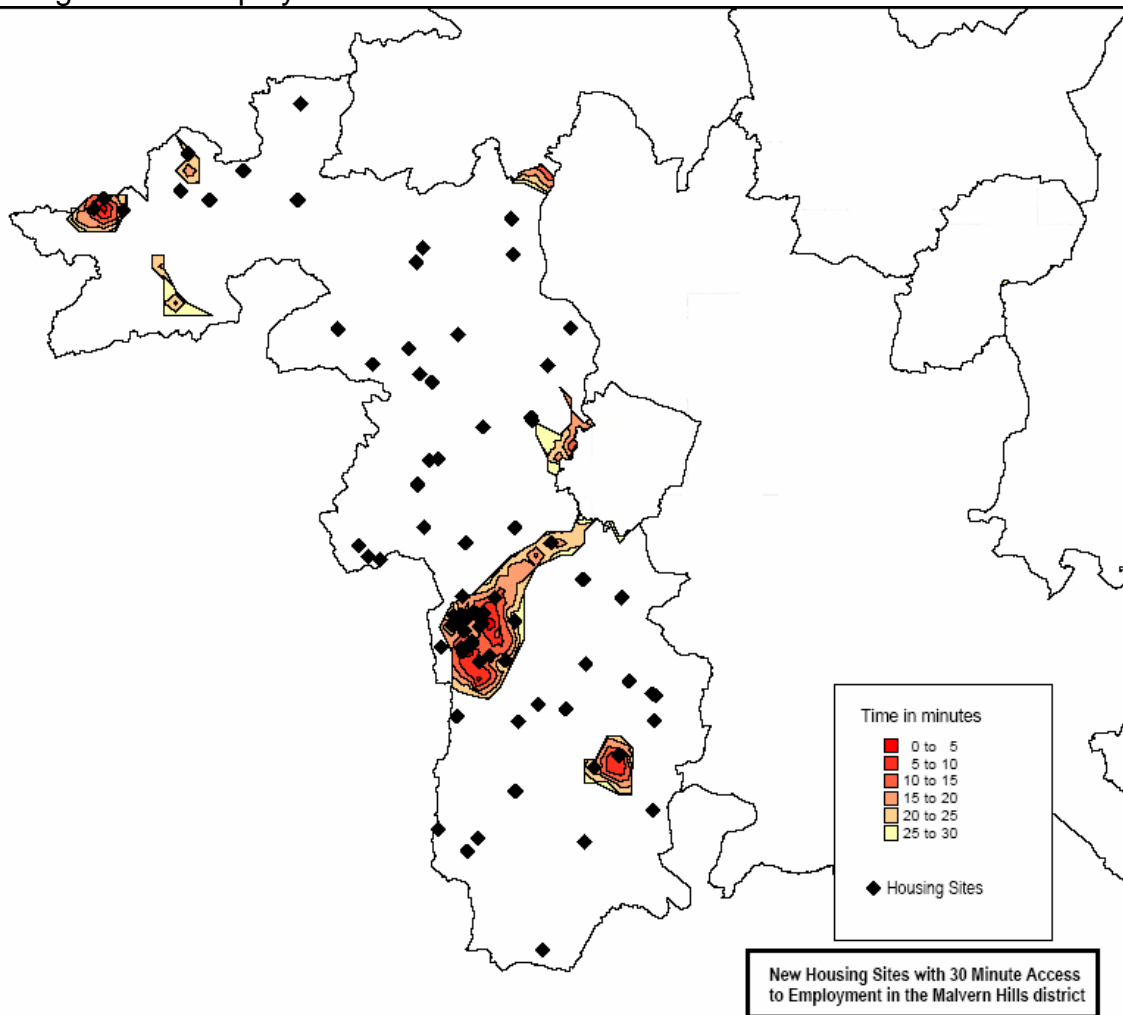 Time in minutes
0 to 5
5 to 10
10 to 15
15 to 20
20 to 25
25 to 30
Housing Sites
New Housing Sites with 30 Minute Access
to Employment in the Malvern Hills district